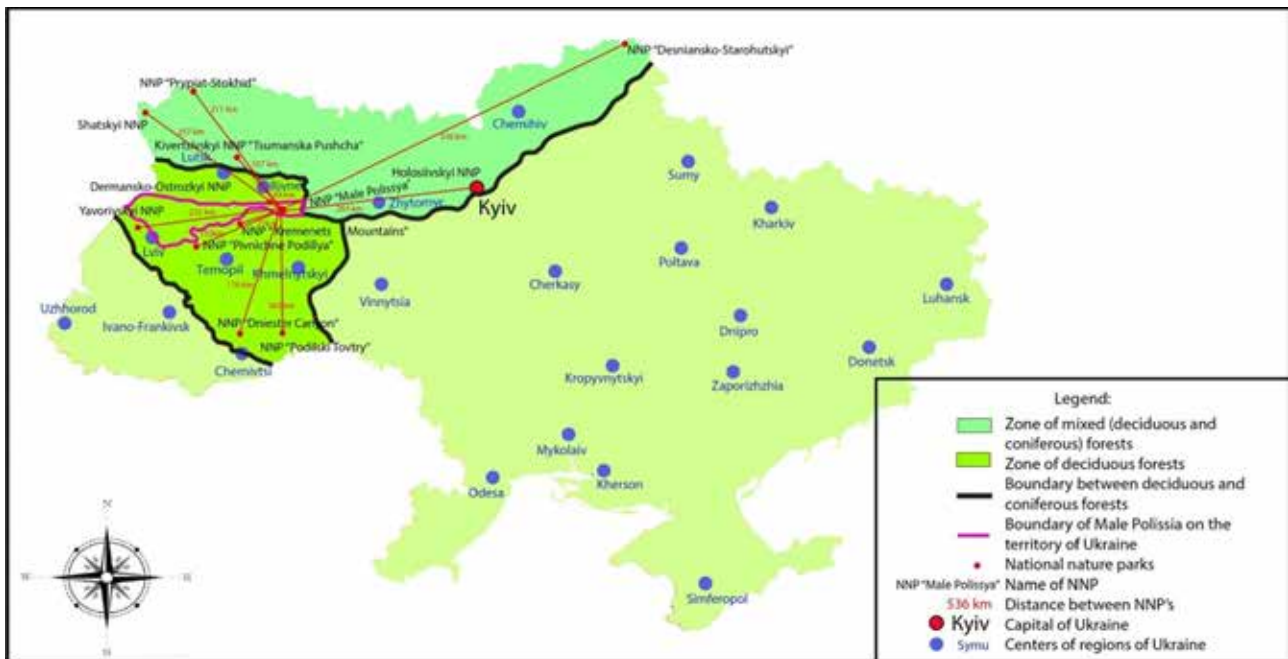 NNP "Desniansko-Starohutskyi"
NNP "Prypiat-Stokhid"
Shatskyi NNP
Chernihiv
Kivertsivkyi NNP "Tsumanska Pushcha"
Lutsk
Sumy
Dermansko-Ostrozkyi NNP
Rivne
NNP "Male Polissya"
Holosiivskyi NNP
Kyiv
Zhytomyr
Yavorivskyi NNP
Kharkiv
Lviv
NNP "Kremenets
Mountains"
NNP "Pivnichne Podillya"
Ternopil
Khmelnytskyi
Poltava
Vinnytsia
Cherkasy
Luhansk
Uzhhorod
Ivano-Frankivsk
NNP "Dniester Canyon"
NNP "Podilski Tovtry"
Chernivtsi
Dnipro
Donetsk
Kropyvnytskyi
Zaporizhzhia
Mykolaiv
Kherson
Odesa
Simferopol
N
Legend:
Zone of mixed (deciduous and
coniferous) forests
Zone of deciduous forests
Boundary between deciduous and
coniferous forests
Boundary of Male Polissia on the
territory of Ukraine
National nature parks
NNP "Male Polissya" Name of NNP
536 km Distance between NNP's
Kyiv Capital of Ukraine
Symu Centers of regions of Ukraine